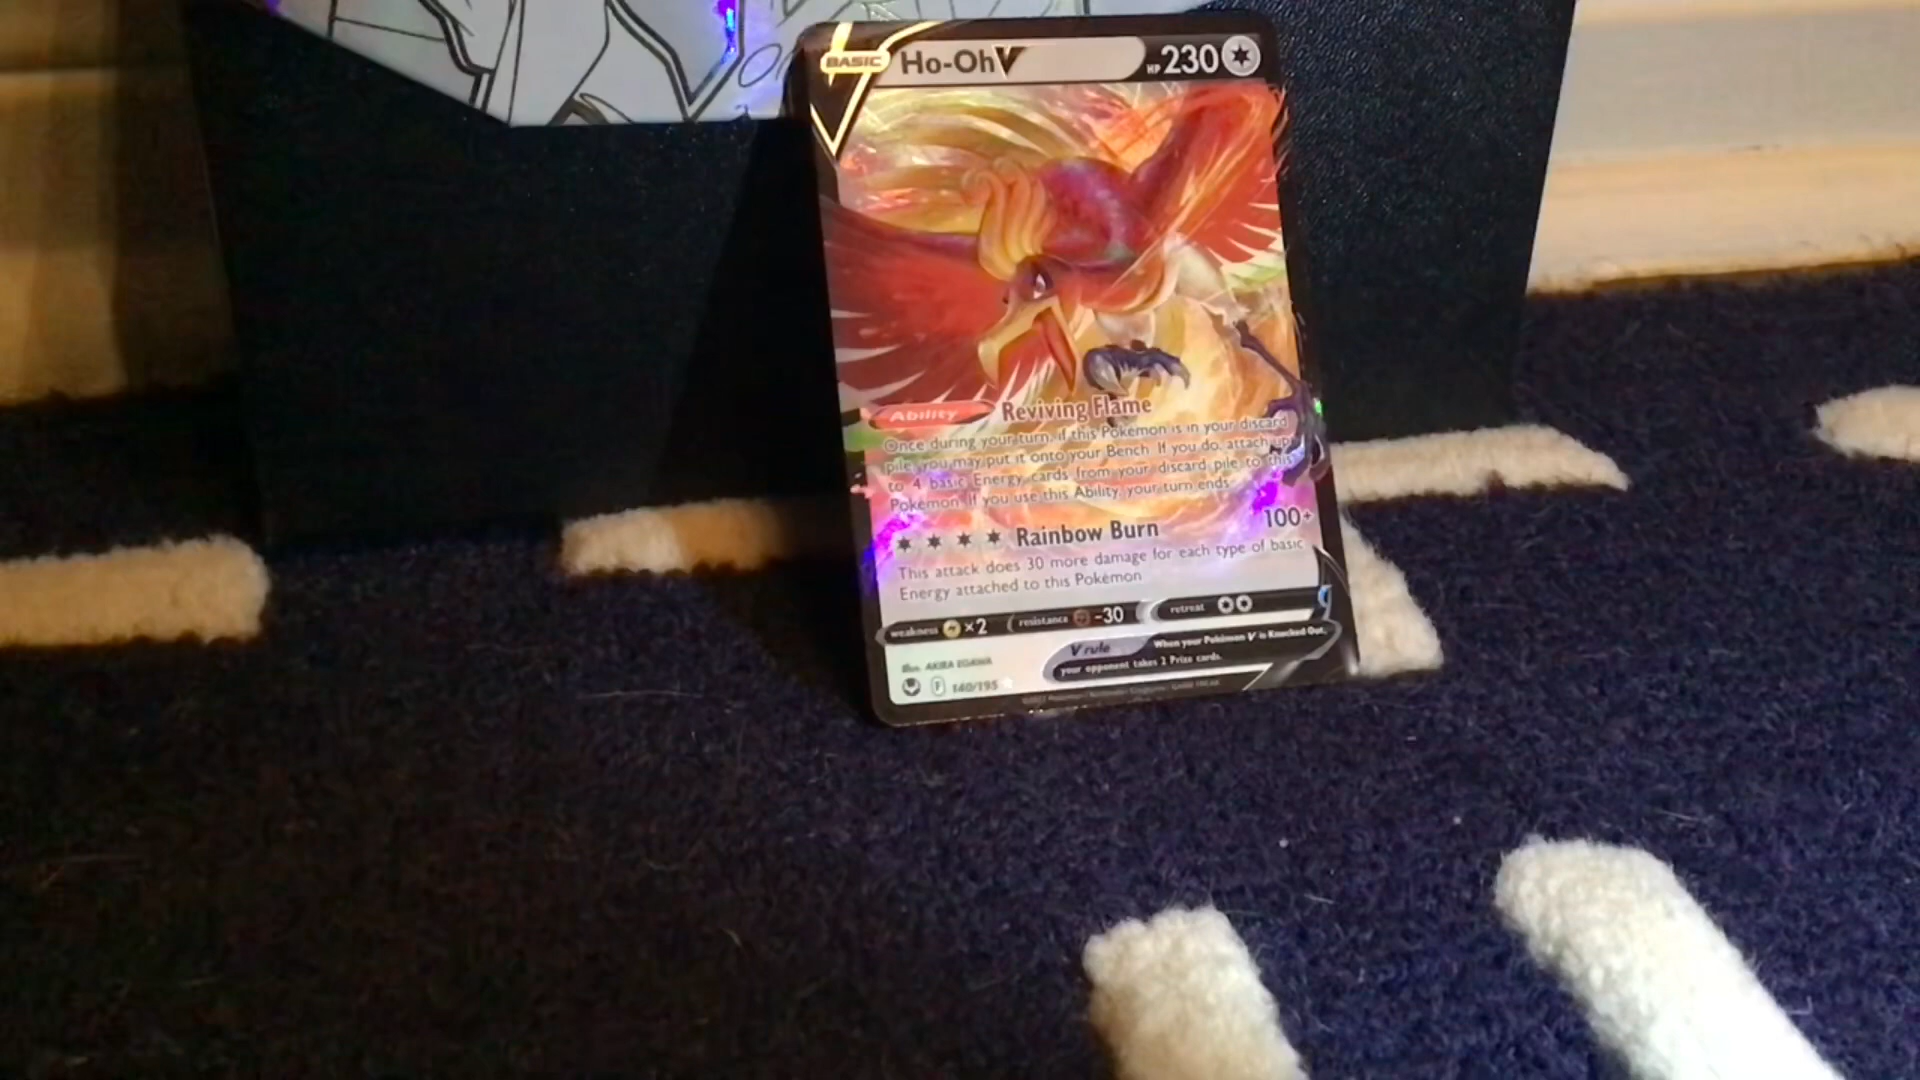 BASIC Ho-Oh V HP 230
Ability Reviving Flame
Once during your turn, if this Pokémon is in your discard
pile, you may put it onto your Bench. If you do, attach up
to 4 basic Energy cards from your discard pile to this
Pokémon. If you use this Ability, your turn ends.
Rainbow Burn 100+
This attack does 30 more damage for each type of basic
Energy attached to this Pokémon.
weakness ×2 resistance -30 retreat
V rule When your Pokémon V is Knocked Out,
your opponent takes 2 Prize cards.
Illus. AKIRA EGAWA
F 140/195